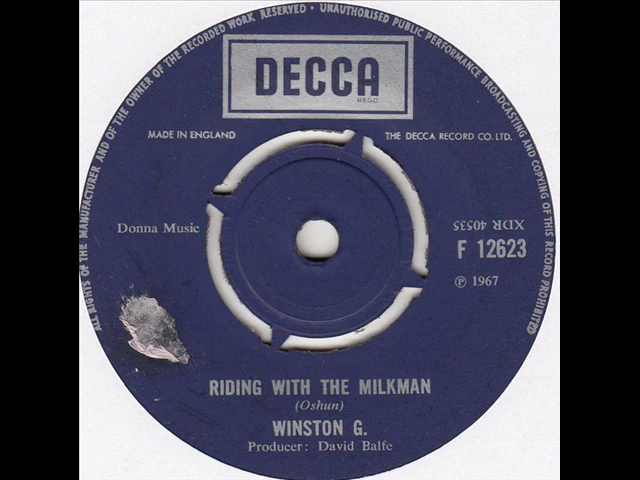 ALL RIGHTS OF THE MANUFACTURER AND OF THE OWNER OF THE RECORDED WORK RESERVED • UNAUTHORISED PUBLIC PERFORMANCE BROADCASTING AND COPYING OF THIS RECORD PROHIBITED
DECCA
REGD
MADE IN ENGLAND
THE DECCA RECORD CO. LTD.
Donna Music
XDR 40535
F 12623
℗ 1967
RIDING WITH THE MILKMAN
(Oshun)
WINSTON G.
Producer: David Balfe